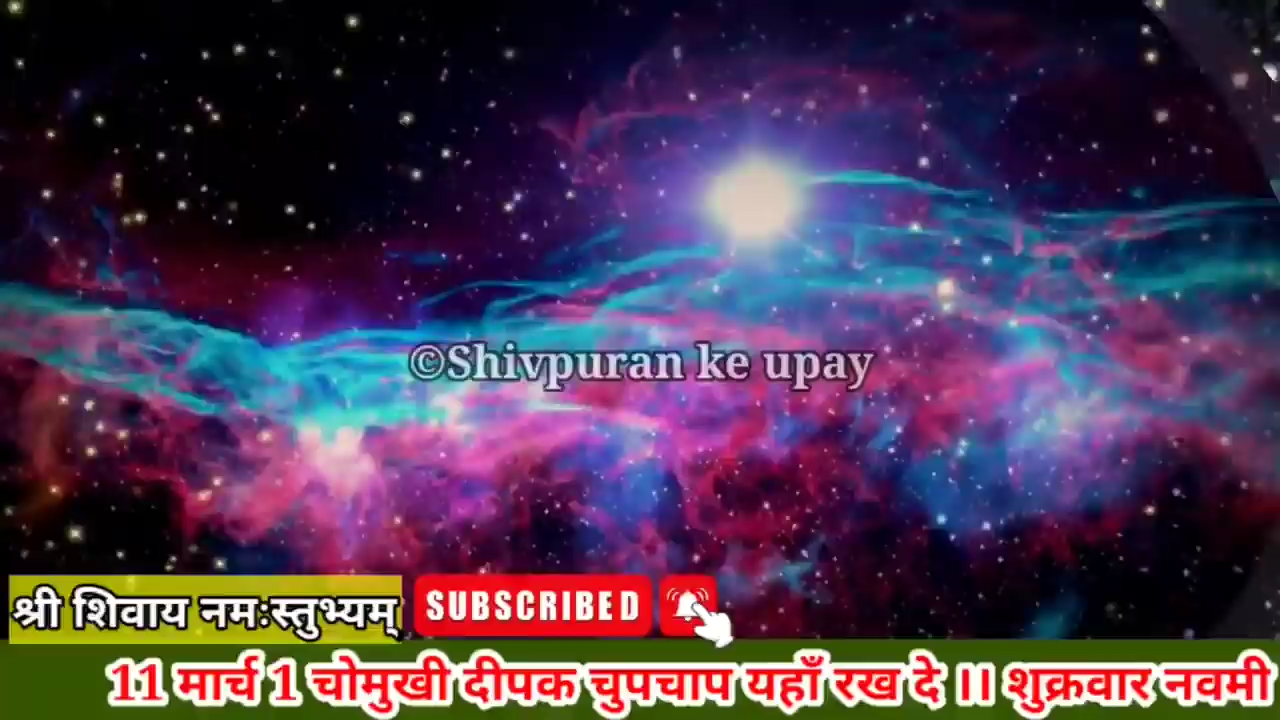 ©Shivpuran ke upay
श्री शिवाय नमःस्तुभ्यम्
SUBSCRIBED
11 मार्च 1 चोमुखी दीपक चुपचाप यहाँ रख दे ।। शुक्रवार नवमी